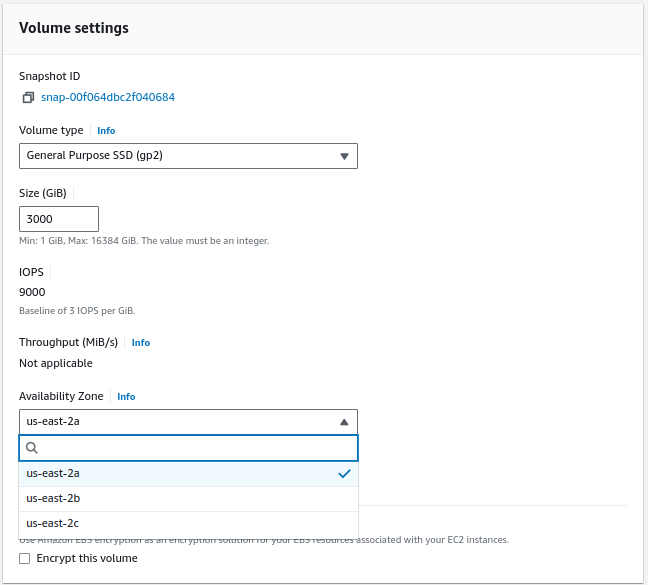 Volume settings
Snapshot ID
snap-00f064dbc2f040684
Volume type Info
General Purpose SSD (gp2)
Size (GiB)
3000
Min: 1 GiB, Max: 16384 GiB. The value must be an integer.
IOPS
9000
Baseline of 3 IOPS per GiB.
Throughput (MiB/s) Info
Not applicable
Availability Zone Info
us-east-2a
us-east-2a
us-east-2b
us-east-2c
Use Amazon EBS encryption as an encryption solution for your EBS resources associated with your EC2 instances.
Encrypt this volume